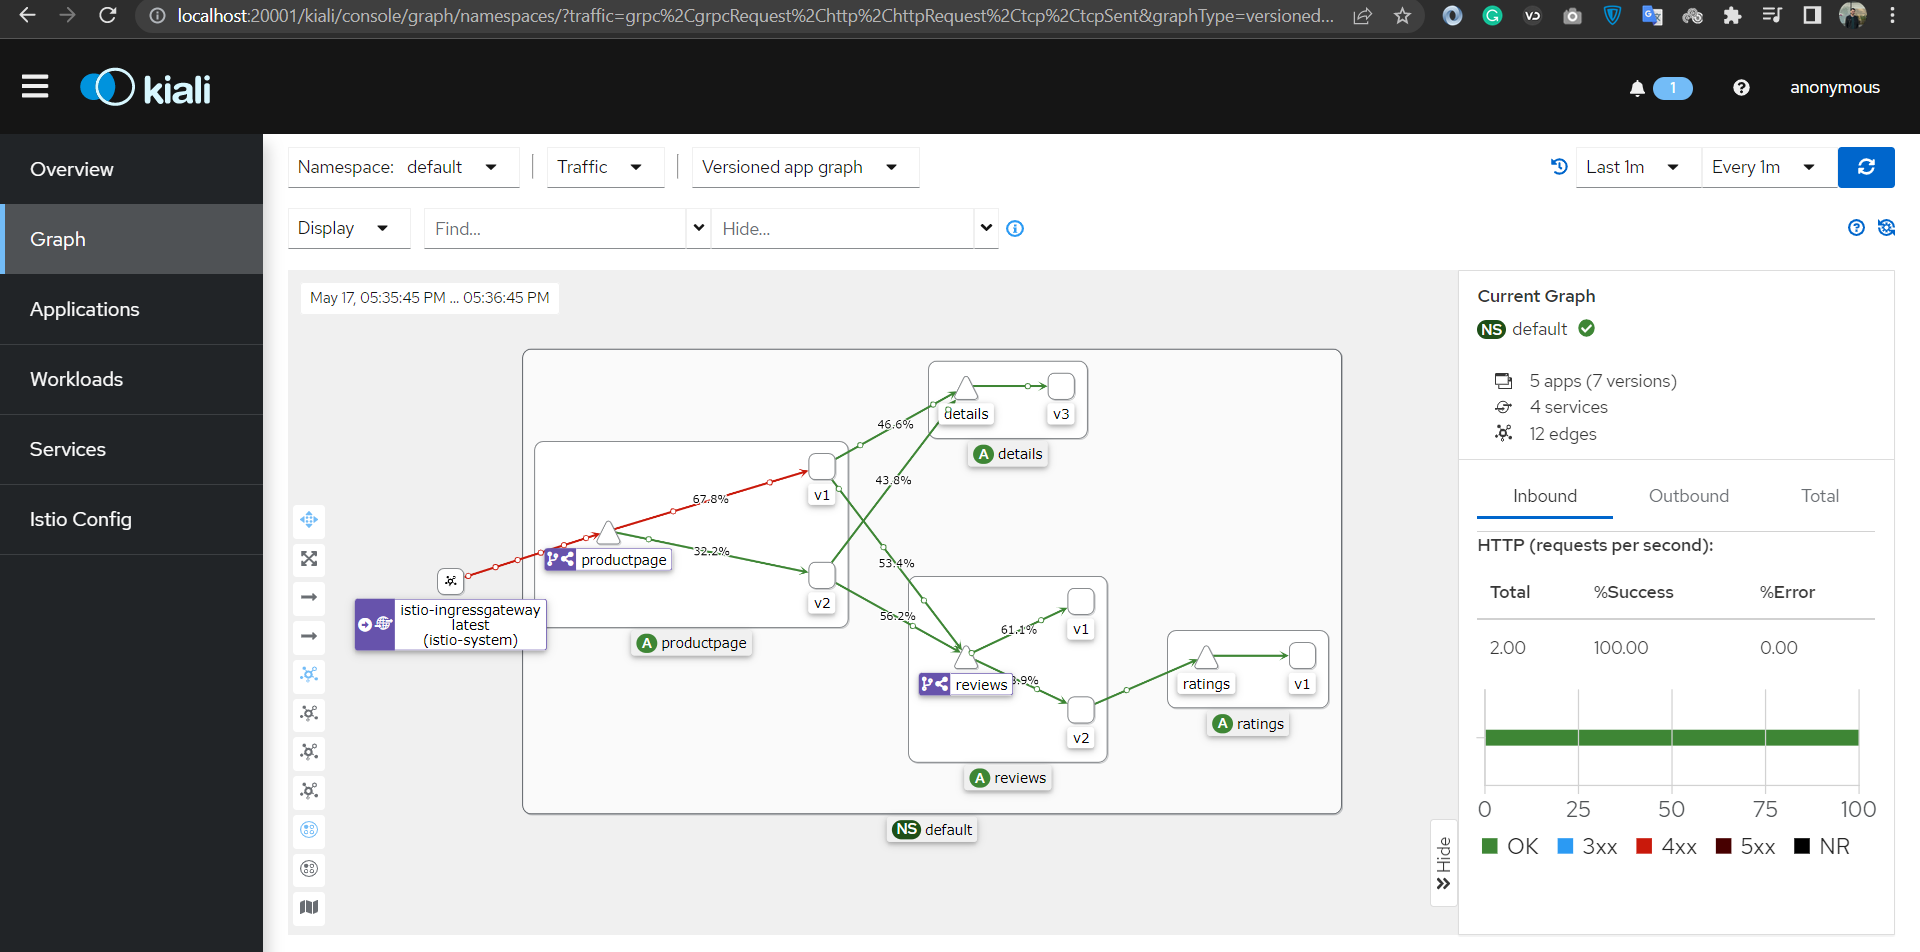 localhost:20001/kiali/console/graph/namespaces/?traffic=grpc%2CgrpcRequest%2Chttp%2ChttpRequest%2Ctcp%2CtcpSent&graphType=versioned...
kiali
1
anonymous
Overview
Graph
Applications
Workloads
Services
Istio Config
Namespace: default
Traffic
Versioned app graph
Last 1m
Every 1m
Display
Find...
Hide...
May 17, 05:35:45 PM ... 05:36:45 PM
details
v3
A details
46.6%
43.8%
67.8%
v1
32.2%
productpage
v2
A productpage
istio-ingressgateway
latest
(istio-system)
53.4%
56.2%
61.1%
v1
reviews
v2
A reviews
ratings
v1
A ratings
NS default
Hide
Current Graph
NS default
5 apps (7 versions)
4 services
12 edges
Inbound Outbound Total
HTTP (requests per second):
Total %Success %Error
2.00 100.00 0.00
0 25 50 75 100
OK 3xx 4xx 5xx NR